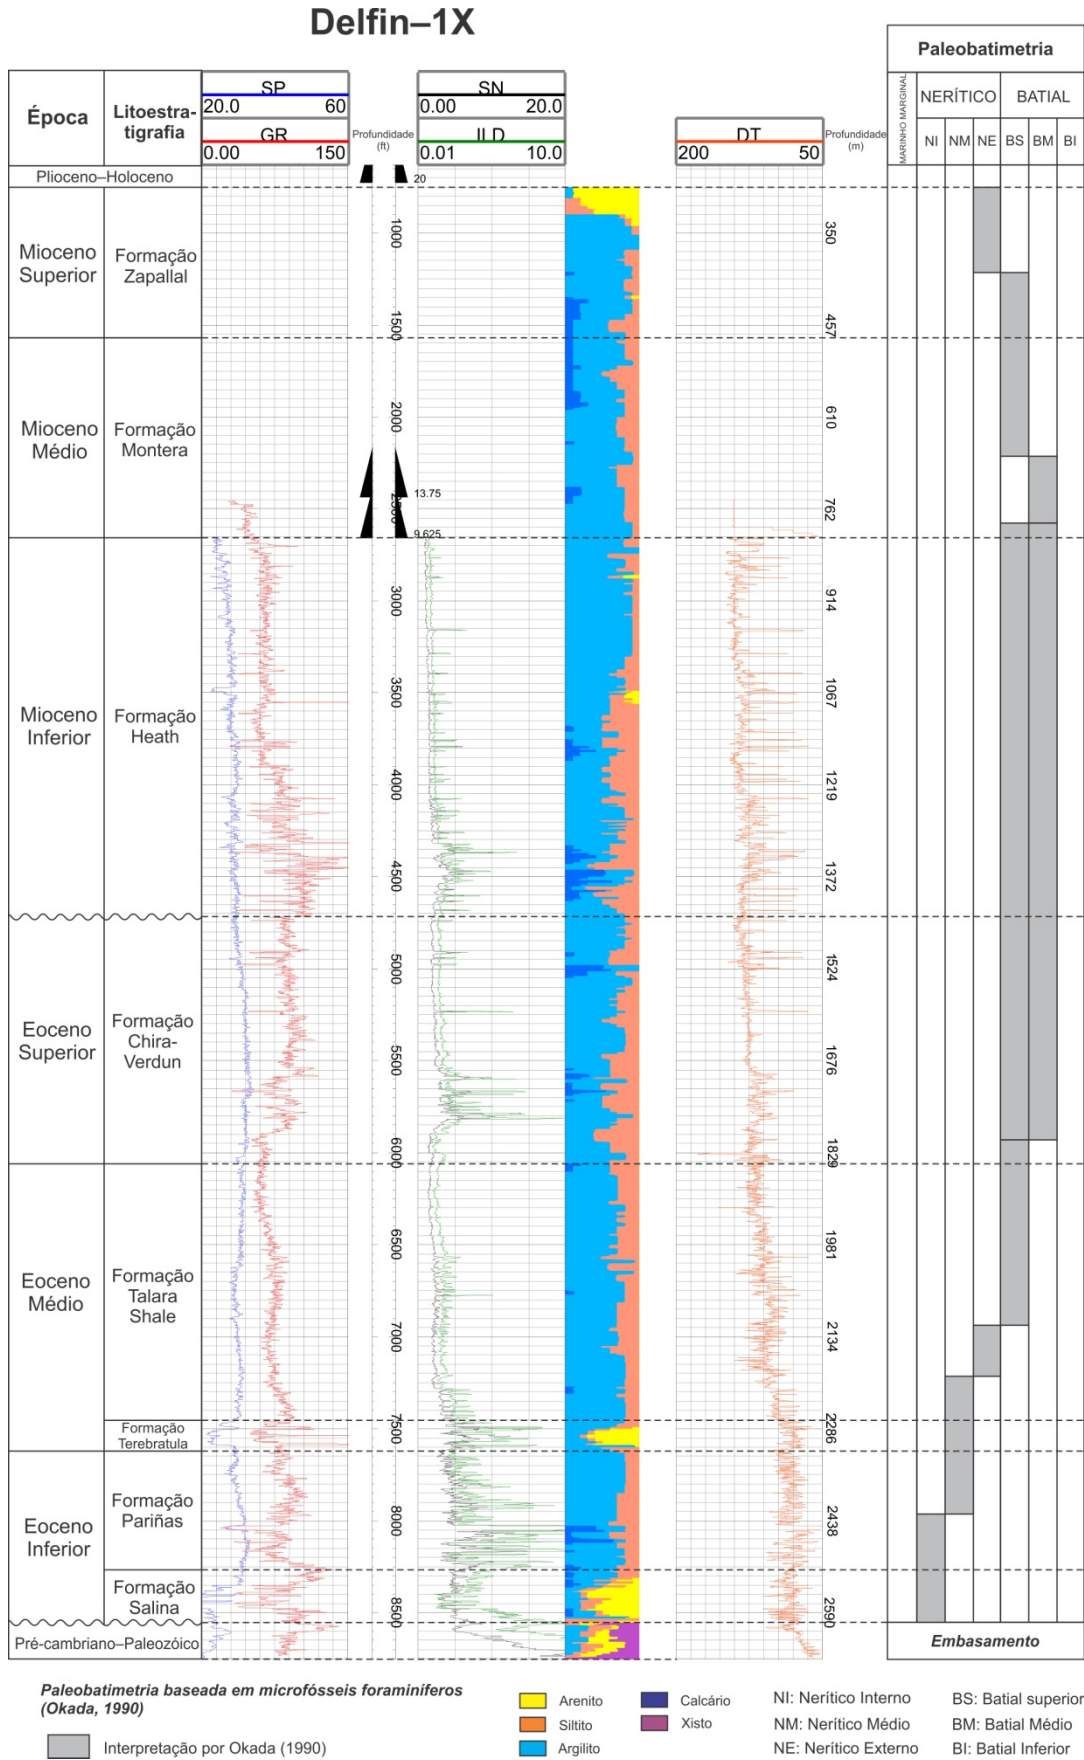 Delfin–1X
Paleobatimetria
Época
Litoestra-
tigrafia
SP
20.0 60
GR
0.00 150
Profundidade
(ft)
SN
0.00 20.0
ILD
0.01 10.0
DT
200 50
Profundidade
(m)
MARINHO MARGINAL
NERÍTICO
BATIAL
NI
NM
NE
BS
BM
BI
Plioceno–Holoceno
20
Mioceno
Superior
Formação
Zapallal
1000
350
1500
457
Mioceno
Médio
Formação
Montera
2000
610
13.75
2500
762
9.625
Mioceno
Inferior
Formação
Heath
3000
914
3500
1067
4000
1219
4500
1372
Eoceno
Superior
Formação
Chira-
Verdun
5000
1524
5500
1676
6000
1829
Eoceno
Médio
Formação
Talara
Shale
6500
1981
7000
2134
Formação
Terebratula
7500
2286
Eoceno
Inferior
Formação
Pariñas
8000
2438
Formação
Salina
8500
2590
Pré-cambriano–Paleozóico
Embasamento
Paleobatimetria baseada em microfósseis foraminíferos
(Okada, 1990)
Interpretação por Okada (1990)
Arenito
Siltito
Argilito
Calcário
Xisto
NI: Nerítico Interno
NM: Nerítico Médio
NE: Nerítico Externo
BS: Batial superior
BM: Batial Médio
BI: Batial Inferior